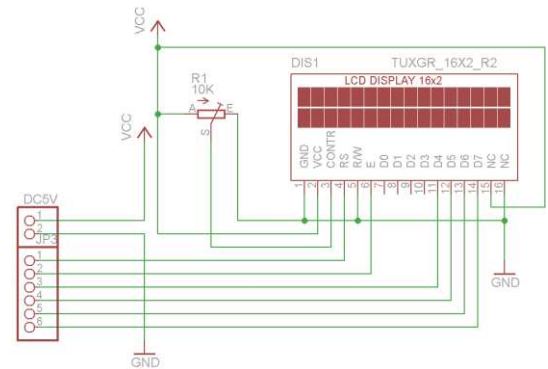 VCC
DIS1 TUXGR_16X2_R2
LCD DISPLAY 16x2
R1
10K
A E
S
VCC
GND
VCC
CONTR
RS
R/W
E
D0
D1
D2
D3
D4
D5
D6
D7
NC
NC
1 2 3 4 5 6 7 8 9 10 11 12 13 14 15 16
DC5V
1
2
JP3
1
2
3
4
5
6
GND
GND